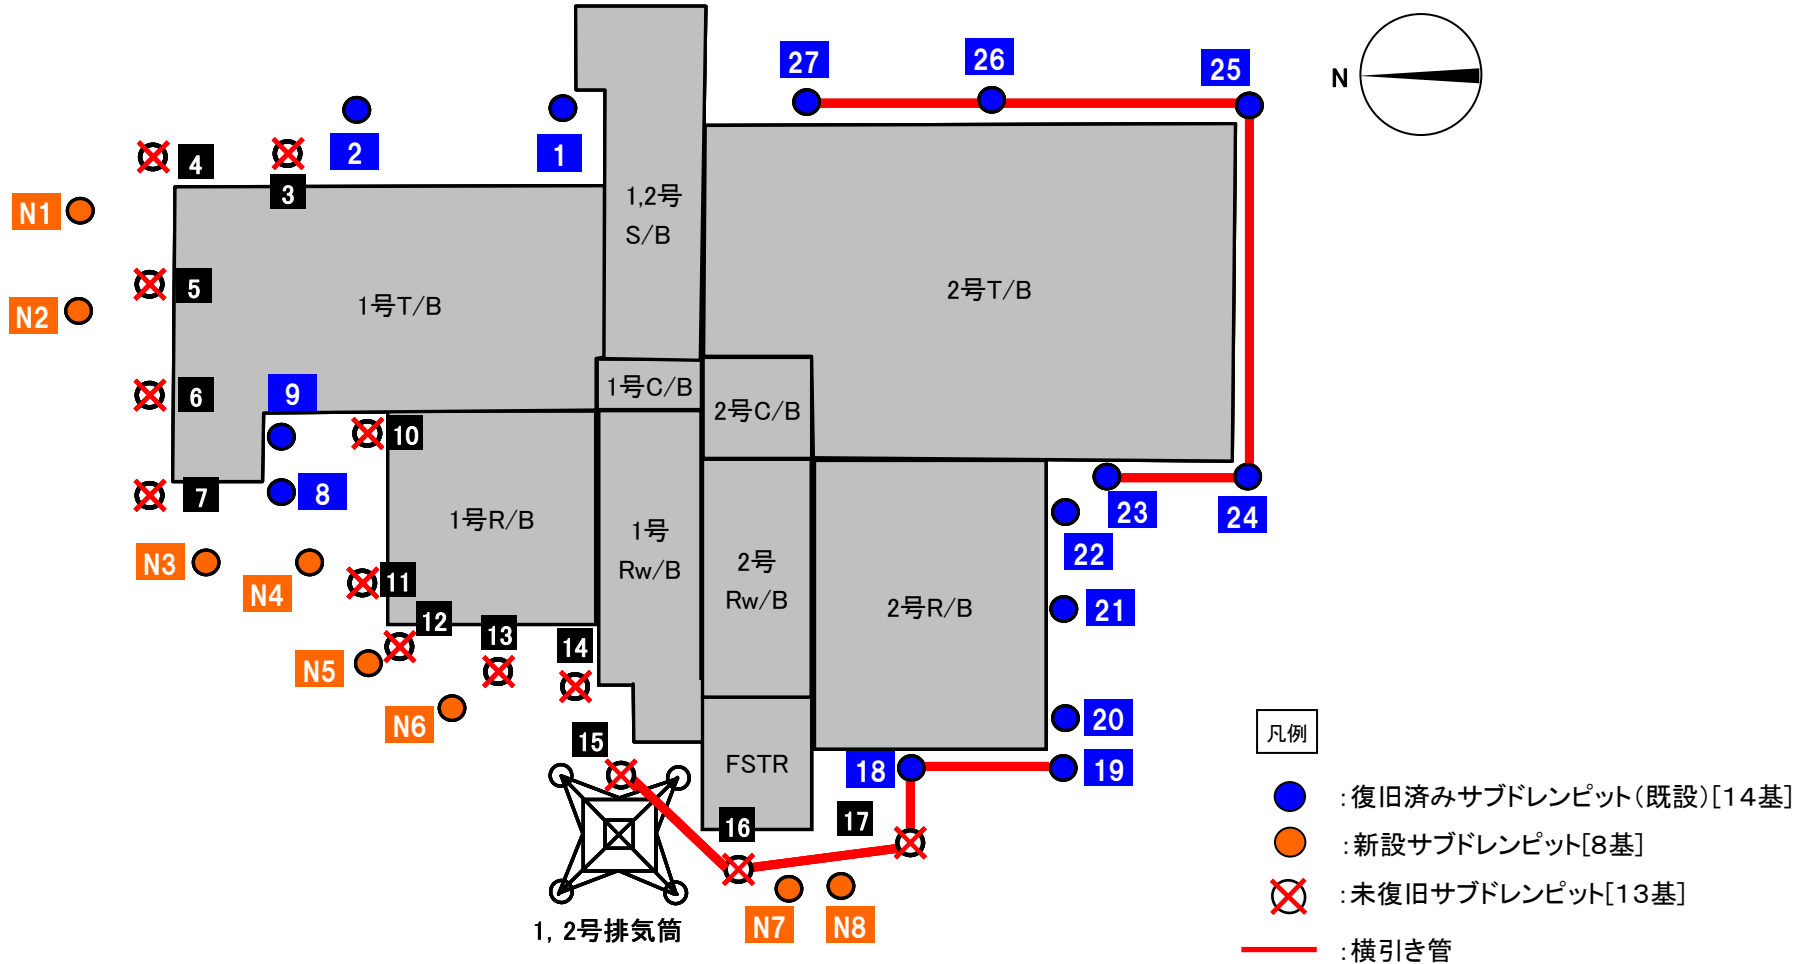 27
26
25
N
2
1
4
3
N1
1,2号
S/B
5
N2
1号T/B
2号T/B
6
9
1号C/B
2号C/B
10
7
8
1号R/B
1号
Rw/B
2号
Rw/B
2号R/B
23
24
22
N3
N4
11
12
13
14
21
N5
N6
20
15
FSTR
18
19
16
17
N7
N8
1, 2号排気筒
凡例
:復旧済みサブドレンピット(既設)[14基]
:新設サブドレンピット[8基]
:未復旧サブドレンピット[13基]
:横引き管